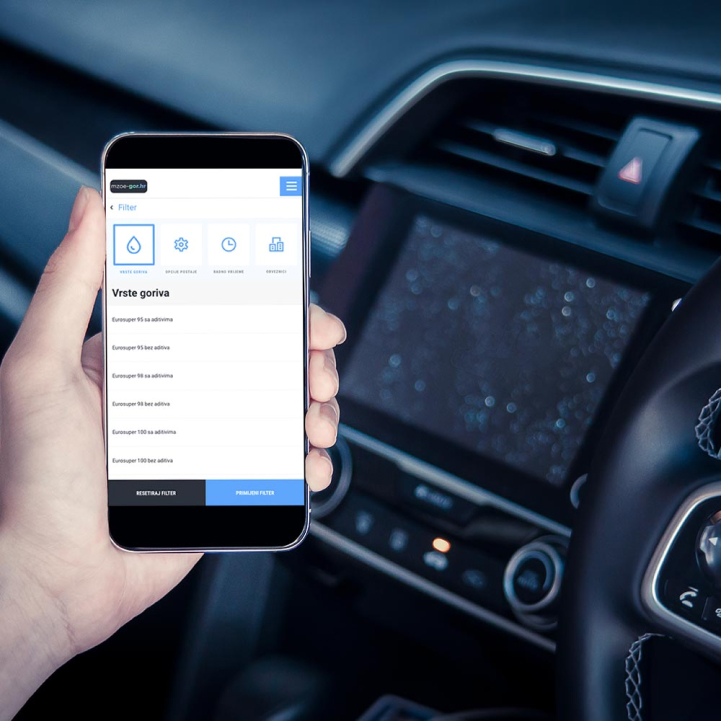 mzoe-gor.hr
Filter
VRSTE GORIVA
OPCIJE POSTAJE
RADNO VRIJEME
OBVEZNICI
Vrste goriva
Eurosuper 95 sa aditivima
Eurosuper 95 bez aditiva
Eurosuper 98 sa aditivima
Eurosuper 98 bez aditiva
Eurosuper 100 sa aditivima
Eurosuper 100 bez aditiva
RESETIRAJ FILTER
PRIMIJENI FILTER